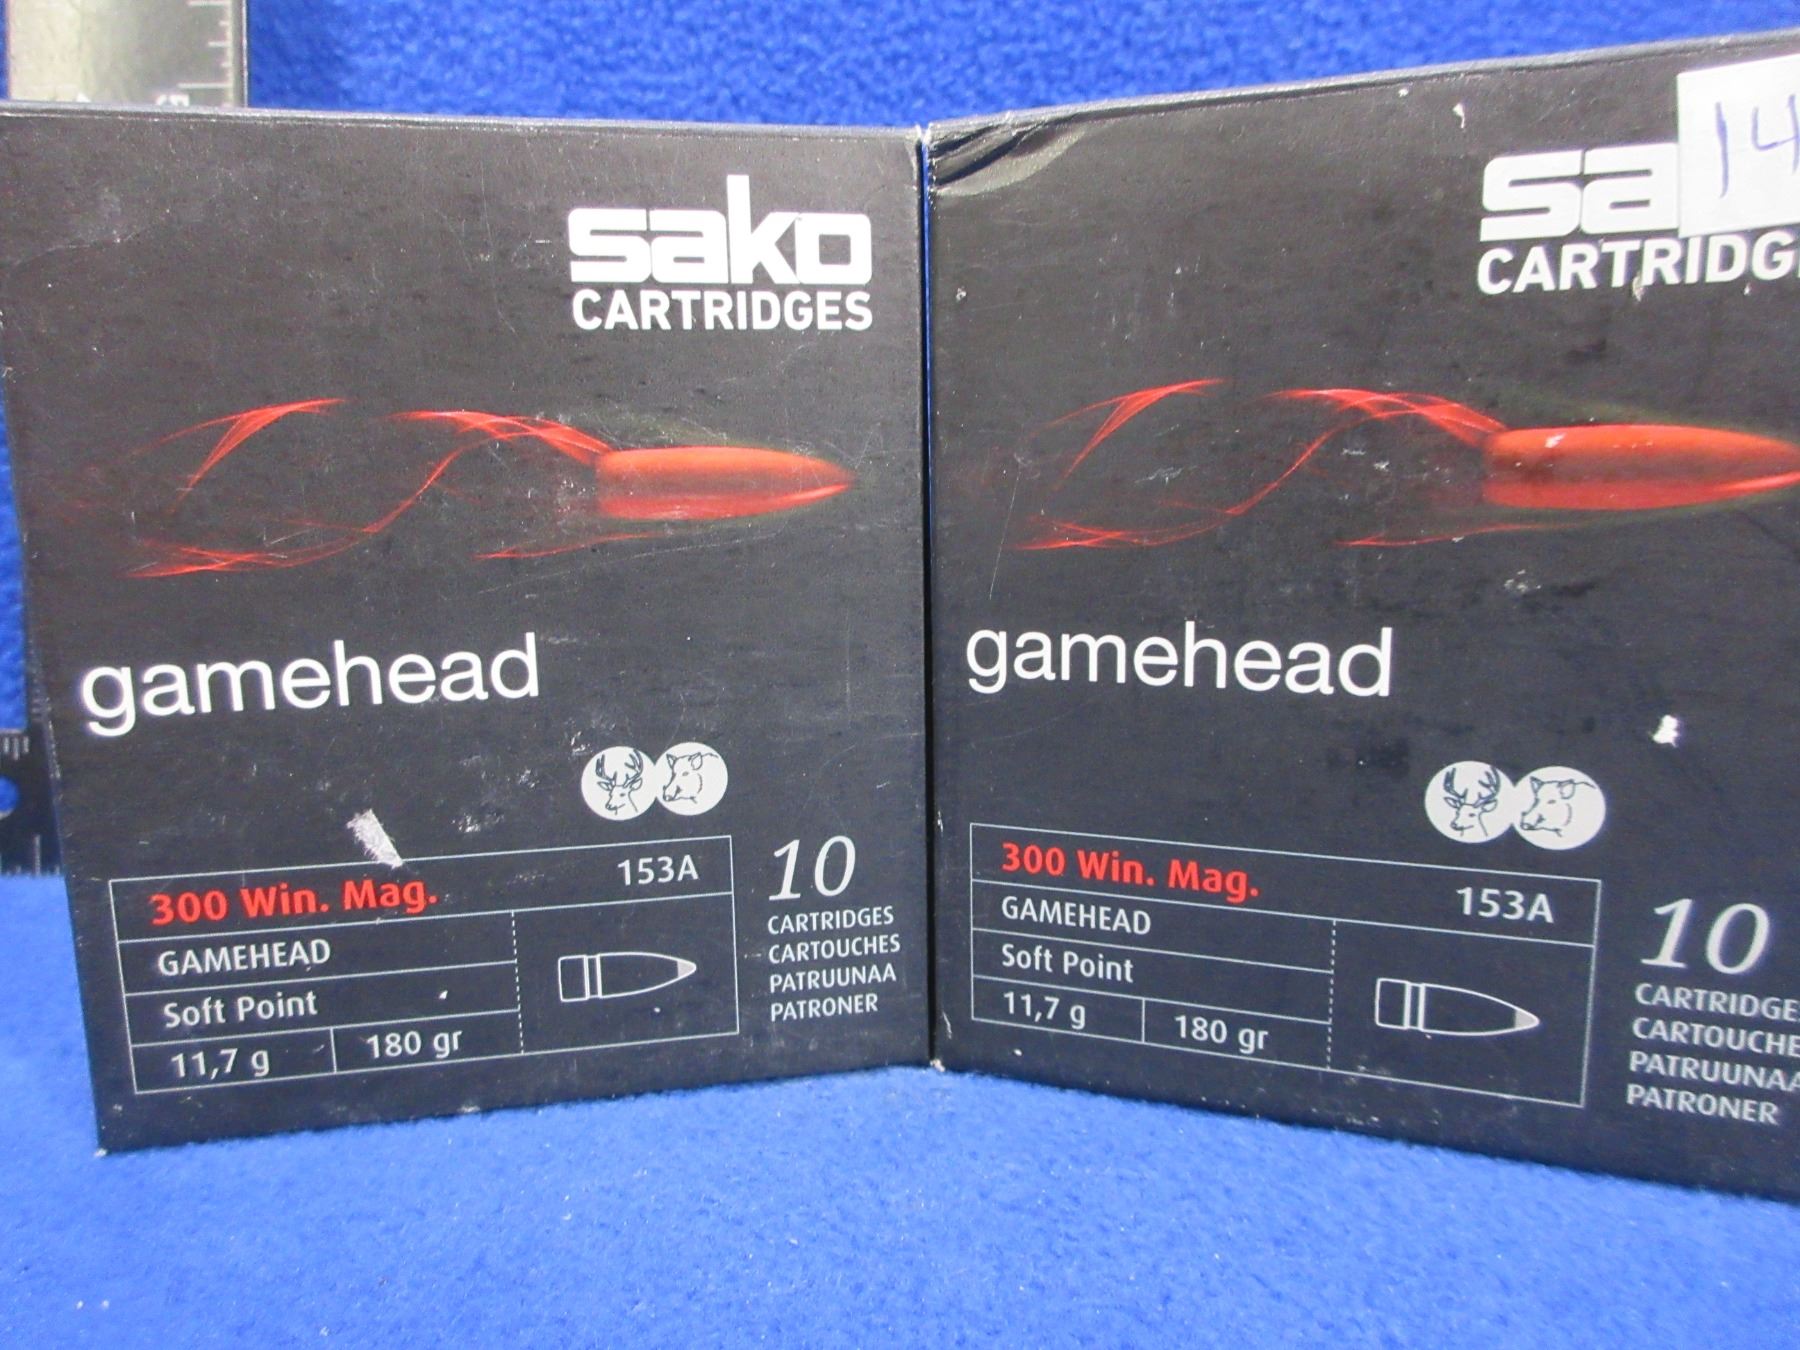 sako
CARTRIDGES
gamehead
300 Win. Mag. 153A
GAMEHEAD
Soft Point
11,7 g 180 gr
10
CARTRIDGES
CARTOUCHES
PATRUUNAA
PATRONER
14
sa
CARTRIDG
gamehead
300 Win. Mag. 153A
GAMEHEAD
Soft Point
11,7 g 180 gr
10
CARTRIDGE
CARTOUCHE
PATRUUNAA
PATRONER